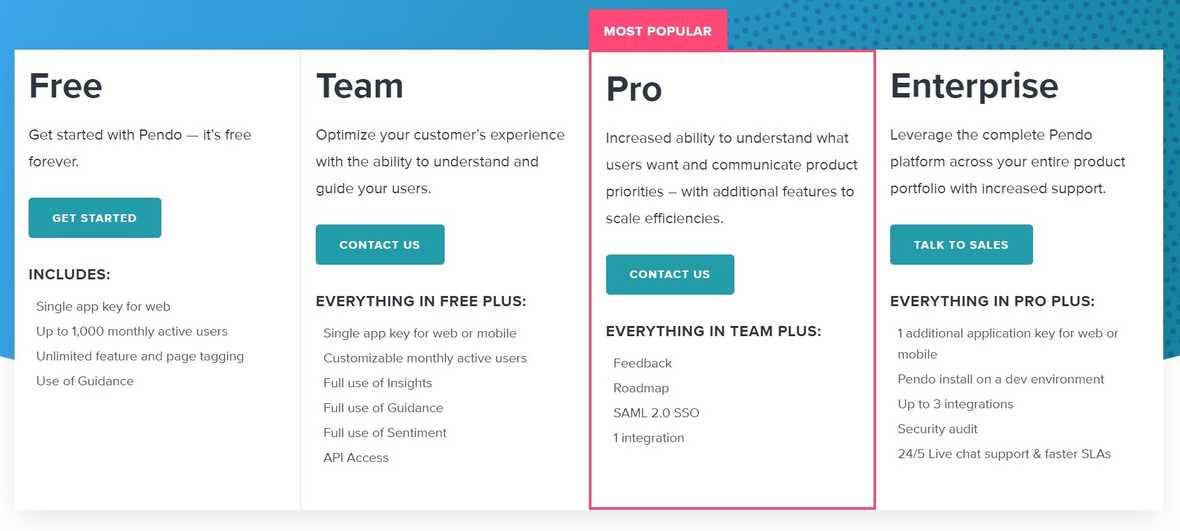 MOST POPULAR
Free
Get started with Pendo — it’s free
forever.
GET STARTED
INCLUDES:
Single app key for web
Up to 1,000 monthly active users
Unlimited feature and page tagging
Use of Guidance
Team
Optimize your customer’s experience
with the ability to understand and
guide your users.
CONTACT US
EVERYTHING IN FREE PLUS:
Single app key for web or mobile
Customizable monthly active users
Full use of Insights
Full use of Guidance
Full use of Sentiment
API Access
Pro
Increased ability to understand what
users want and communicate product
priorities – with additional features to
scale efficiencies.
CONTACT US
EVERYTHING IN TEAM PLUS:
Feedback
Roadmap
SAML 2.0 SSO
1 integration
Enterprise
Leverage the complete Pendo
platform across your entire product
portfolio with increased support.
TALK TO SALES
EVERYTHING IN PRO PLUS:
1 additional application key for web or
mobile
Pendo install on a dev environment
Up to 3 integrations
Security audit
24/5 Live chat support & faster SLAs